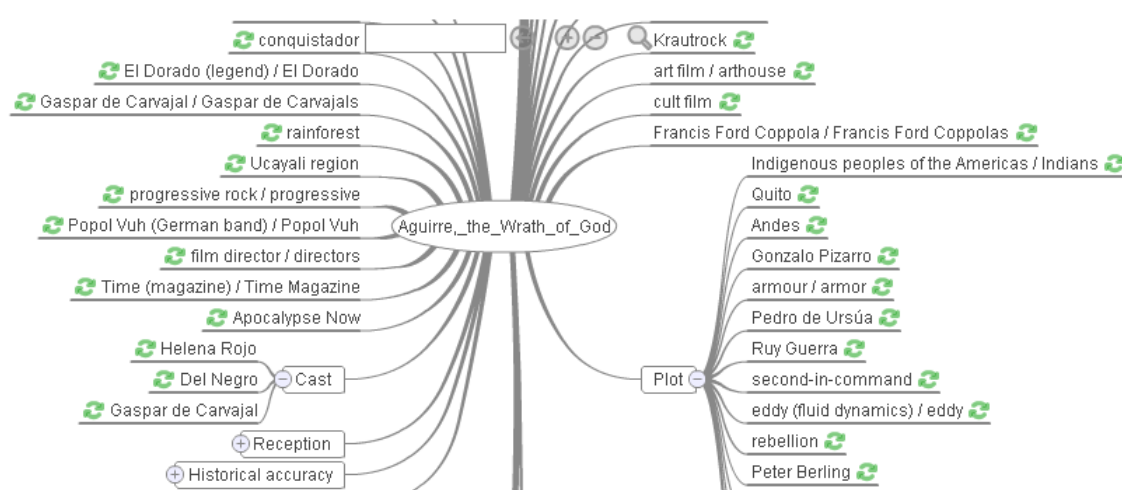 conquistador
El Dorado (legend) / El Dorado
Gaspar de Carvajal / Gaspar de Carvajals
rainforest
Ucayali region
progressive rock / progressive
Popol Vuh (German band) / Popol Vuh
film director / directors
Time (magazine) / Time Magazine
Apocalypse Now
Helena Rojo
Del Negro
Gaspar de Carvajal
Cast
Reception
Historical accuracy
Aguirre,_the_Wrath_of_God
Krautrock
art film / arthouse
cult film
Francis Ford Coppola / Francis Ford Coppolas
Plot
Indigenous peoples of the Americas / Indians
Quito
Andes
Gonzalo Pizarro
armour / armor
Pedro de Ursúa
Ruy Guerra
second-in-command
eddy (fluid dynamics) / eddy
rebellion
Peter Berling